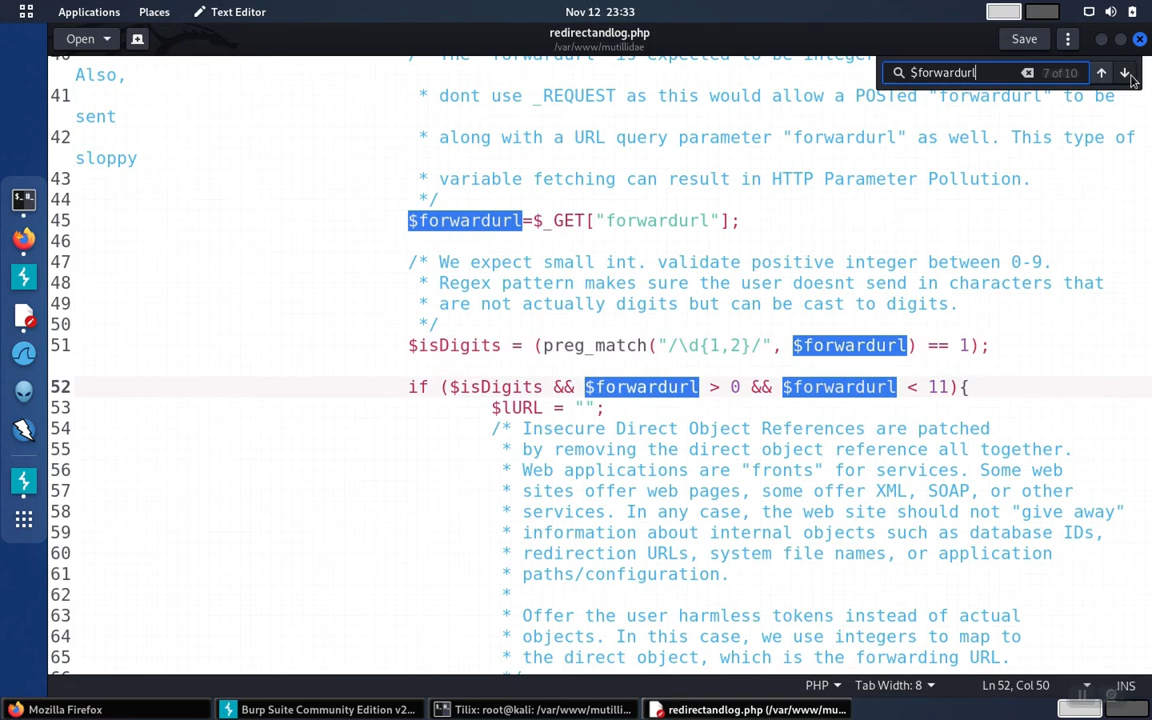 Applications Places Text Editor Nov 12 23:33
Open redirectandlog.php Save
/var/www/mutillidae
$forwardurl 7 of 10
40 * The "forwardurl" is expected to be
Also,
41 * dont use _REQUEST as this would allow a POSTed "forwardurl" to be
sent
42 * along with a URL query parameter "forwardurl" as well. This type of
sloppy
43 * variable fetching can result in HTTP Parameter Pollution.
44 */
45 $forwardurl=$_GET["forwardurl"];
46
47 /* We expect small int. validate positive integer between 0-9.
48 * Regex pattern makes sure the user doesnt send in characters that
49 * are not actually digits but can be cast to digits.
50 */
51 $isDigits = (preg_match("/\d{1,2}/", $forwardurl) == 1);
52 if ($isDigits && $forwardurl > 0 && $forwardurl < 11){
53 $lURL = "";
54 /* Insecure Direct Object References are patched
55 * by removing the direct object reference all together.
56 * Web applications are "fronts" for services. Some web
57 * sites offer web pages, some offer XML, SOAP, or other
58 * services. In any case, the web site should not "give away"
59 * information about internal objects such as database IDs,
60 * redirection URLs, system file names, or application
61 * paths/configuration.
62 *
63 * Offer the user harmless tokens instead of actual
64 * objects. In this case, we use integers to map to
65 * the direct object, which is the forwarding URL.
PHP Tab Width: 8 Ln 52, Col 50 INS
Mozilla Firefox Burp Suite Community Edition v2... Tilix: root@kali: /var/www/mutilli... redirectandlog.php (/var/www/mu...